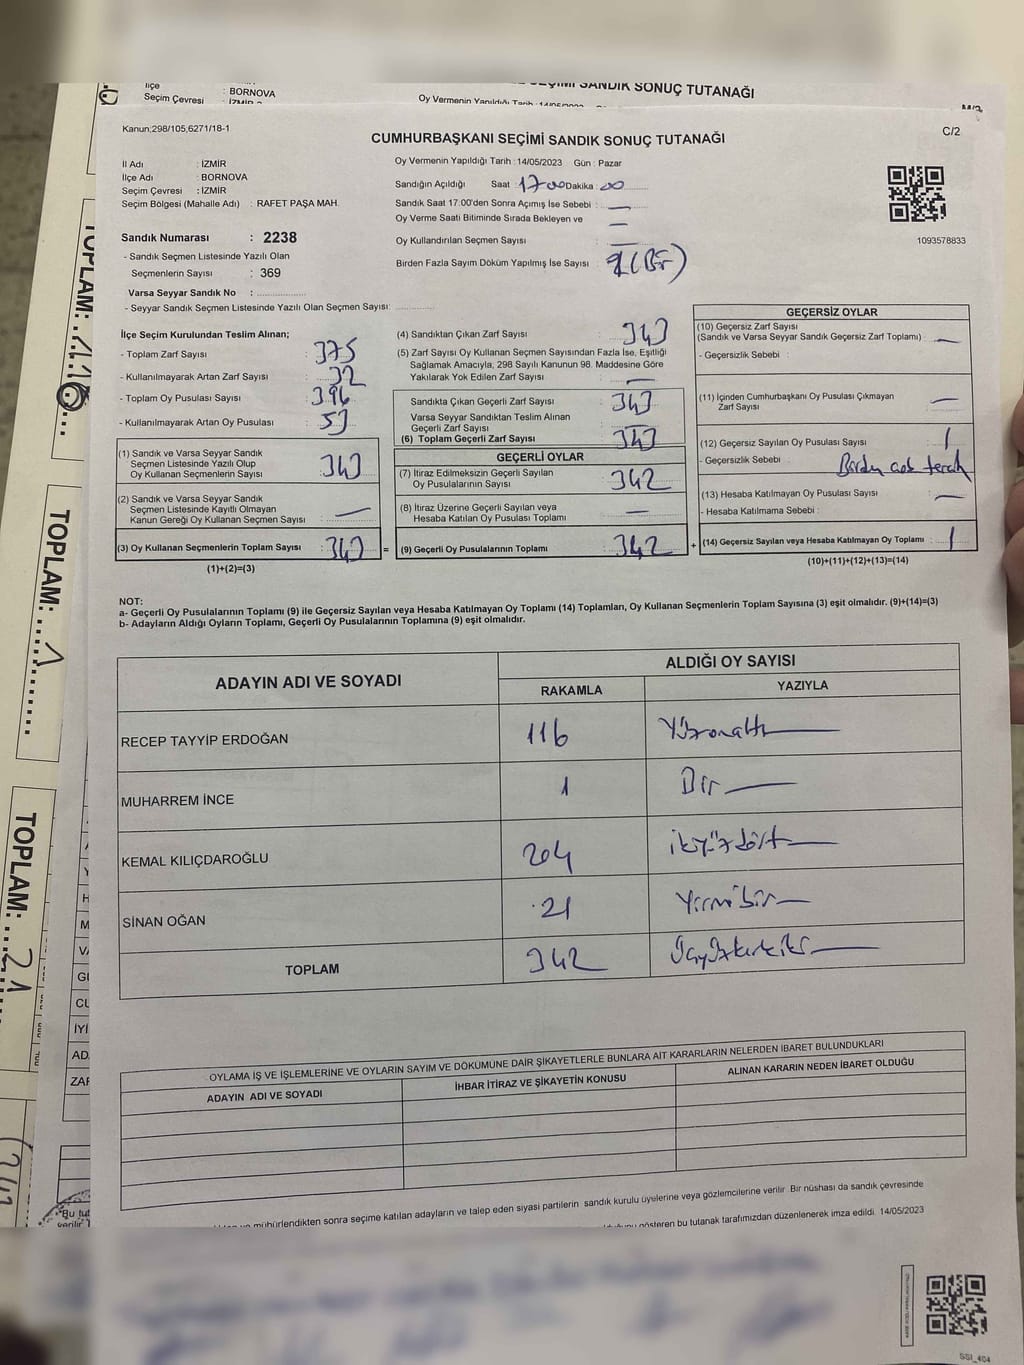 İlçe : BORNOVA
Seçim Çevresi : İZMİR 2
SEÇİMİ SANDIK SONUÇ TUTANAĞI
Oy Vermenin Yapıldığı Tarih : 14/05/2023
Kanun:298/105,6271/18-1
C/2
CUMHURBAŞKANI SEÇİMİ SANDIK SONUÇ TUTANAĞI
İl Adı : İZMİR
İlçe Adı : BORNOVA
Seçim Çevresi : İZMİR
Seçim Bölgesi (Mahalle Adı) : RAFET PAŞA MAH.
Oy Vermenin Yapıldığı Tarih : 14/05/2023 Gün : Pazar
Sandığın Açıldığı Saat : 17 00 Dakika : 00
Sandık Saat 17:00'den Sonra Açımış İse Sebebi : —
Oy Verme Saati Bitiminde Sırada Bekleyen ve
Oy Kullandırılan Seçmen Sayısı : —
Birden Fazla Sayım Döküm Yapılmış İse Sayısı : 1 (Bir)
1093578833
Sandık Numarası : 2238
- Sandık Seçmen Listesinde Yazılı Olan
Seçmenlerin Sayısı : 369
Varsa Seyyar Sandık No :
- Seyyar Sandık Seçmen Listesinde Yazılı Olan Seçmen Sayısı:
İlçe Seçim Kurulundan Teslim Alınan;
- Toplam Zarf Sayısı : 375
- Kullanılmayarak Artan Zarf Sayısı : 32
- Toplam Oy Pusulası Sayısı : 396
- Kullanılmayarak Artan Oy Pusulası : 53
(1) Sandık ve Varsa Seyyar Sandık
Seçmen Listesinde Yazılı Olup
Oy Kullanan Seçmenlerin Sayısı : 343
(2) Sandık ve Varsa Seyyar Sandık
Seçmen Listesinde Kayıtlı Olmayan
Kanun Gereği Oy Kullanan Seçmen Sayısı : —
(3) Oy Kullanan Seçmenlerin Toplam Sayısı : 343 =
(1)+(2)=(3)
(4) Sandıktan Çıkan Zarf Sayısı : 343
(5) Zarf Sayısı Oy Kullanan Seçmen Sayısından Fazla İse, Eşitliği
Sağlamak Amacıyla, 298 Sayılı Kanunun 98. Maddesine Göre
Yakılarak Yok Edilen Zarf Sayısı : —
Sandıkta Çıkan Geçerli Zarf Sayısı : 343
Varsa Seyyar Sandıktan Teslim Alınan
Geçerli Zarf Sayısı : —
(6) Toplam Geçerli Zarf Sayısı : 343
GEÇERLİ OYLAR
(7) İtiraz Edilmeksizin Geçerli Sayılan
Oy Pusulalarının Sayısı : 342
(8) İtiraz Üzerine Geçerli Sayılan veya
Hesaba Katılan Oy Pusulası Toplamı : —
(9) Geçerli Oy Pusulalarının Toplamı : 342 +
GEÇERSİZ OYLAR
(10) Geçersiz Zarf Sayısı
(Sandık ve Varsa Seyyar Sandık Geçersiz Zarf Toplamı) : —
- Geçersizlik Sebebi :
(11) İçinden Cumhurbaşkanı Oy Pusulası Çıkmayan
Zarf Sayısı : —
(12) Geçersiz Sayılan Oy Pusulası Sayısı : 1
- Geçersizlik Sebebi :
(13) Hesaba Katılmayan Oy Pusulası Sayısı : —
- Hesaba Katılmama Sebebi :
(14) Geçersiz Sayılan veya Hesaba Katılmayan Oy Toplamı : 1
(10)+(11)+(12)+(13)=(14)
NOT:
a- Geçerli Oy Pusulalarının Toplamı (9) ile Geçersiz Sayılan veya Hesaba Katılmayan Oy Toplamı (14) Toplamları, Oy Kullanan Seçmenlerin Toplam Sayısına (3) eşit olmalıdır. (9)+(14)=(3)
b- Adayların Aldığı Oyların Toplamı, Geçerli Oy Pusulalarının Toplamına (9) eşit olmalıdır.
ADAYIN ADI VE SOYADI
ALDIĞI OY SAYISI
RAKAMLA YAZIYLA
RECEP TAYYİP ERDOĞAN 116 Yüzonaltı
MUHARREM İNCE 1 Bir
KEMAL KILIÇDAROĞLU 204 ikiyüzdört
SİNAN OĞAN 21 Yirmibir
TOPLAM 342 Üçyüzkırkiki
OYLAMA İŞ VE İŞLEMLERİNE VE OYLARIN SAYIM VE DÖKÜMÜNE DAİR ŞİKAYETLERLE BUNLARA AİT KARARLARIN NELERDEN İBARET BULUNDUKLARI
ADAYIN ADI VE SOYADI
İHBAR İTİRAZ VE ŞİKAYETİN KONUSU
ALINAN KARARIN NEDEN İBARET OLDUĞU
mühürlendikten sonra seçime katılan adayların ve talep eden siyasi partilerin sandık kurulu üyelerine veya gözlemcilerine verilir. Bir nüshası da sandık çevresinde
gösteren bu tutanak tarafımızdan düzenlenerek imza edildi. 14/05/2023
TOPLAM:
TOPLAM: 1
TOPLAM: 21
SSI_404